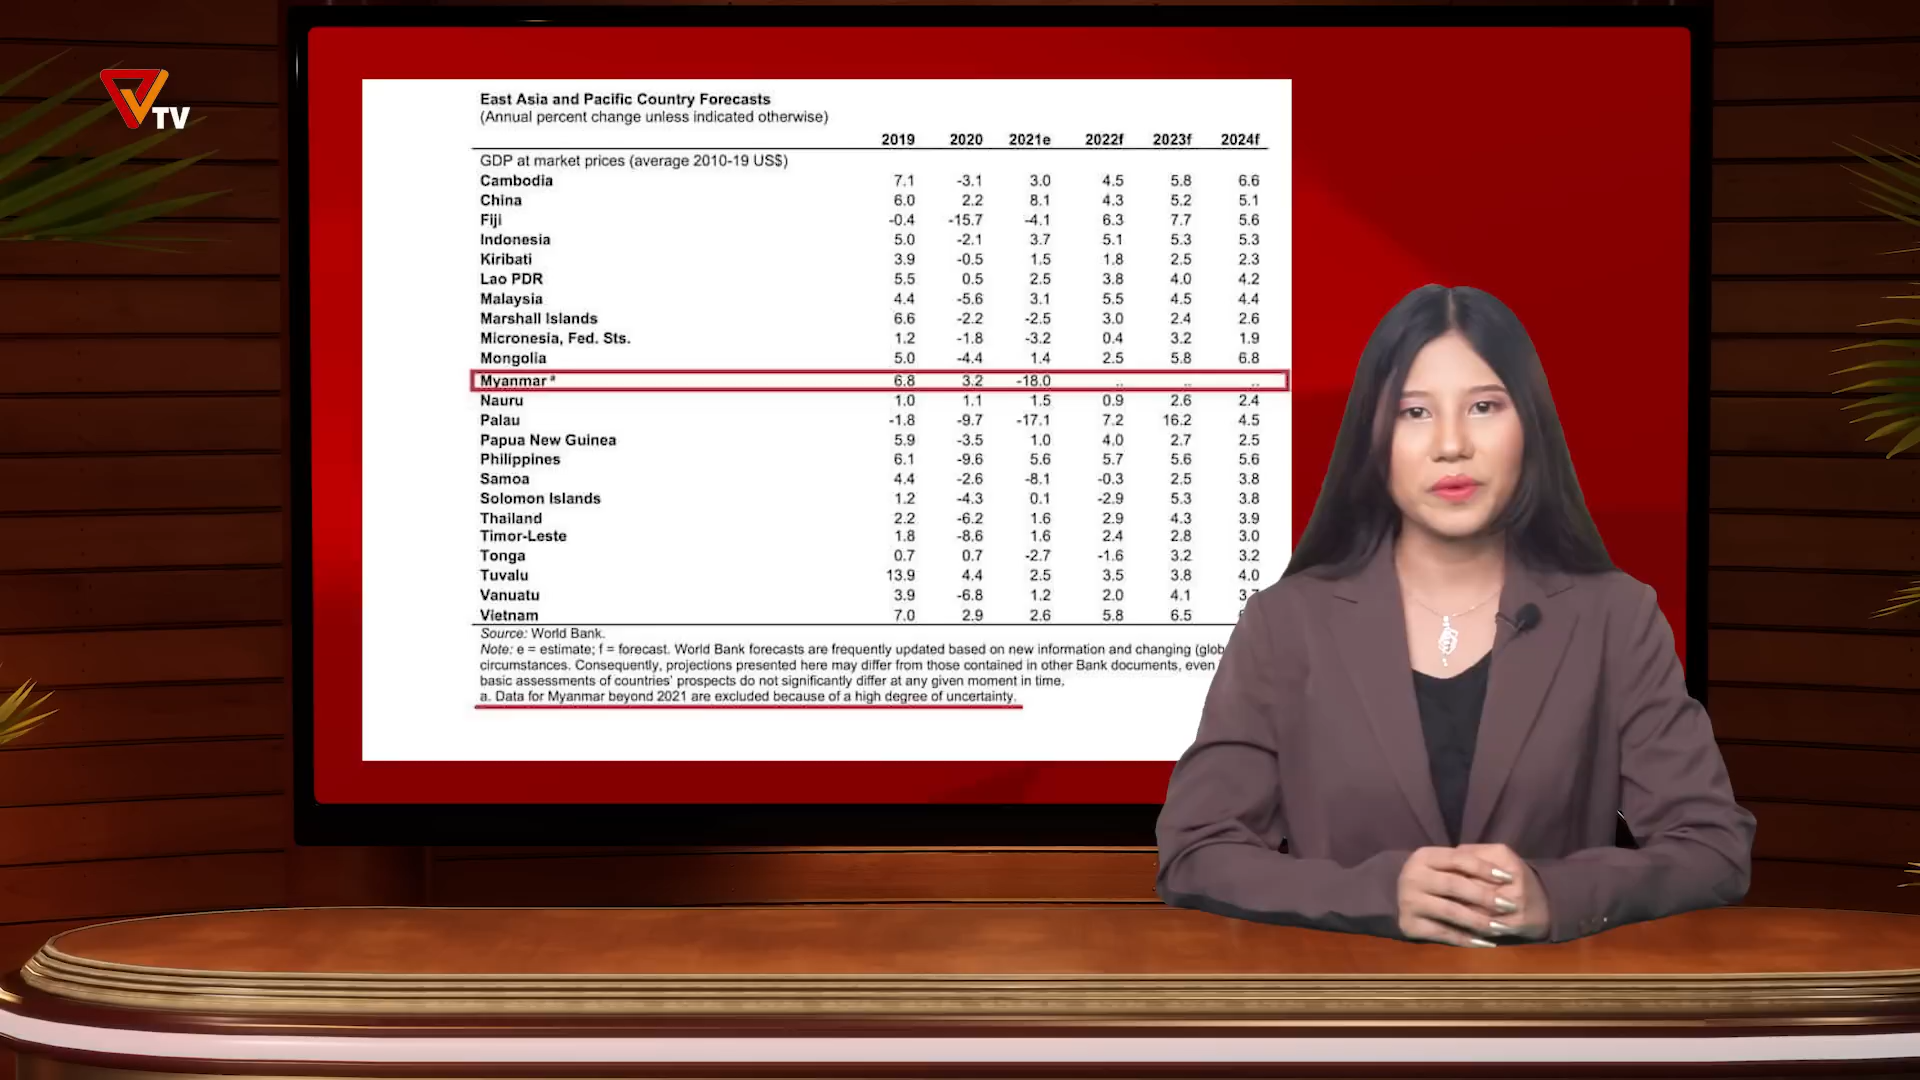 TV
East Asia and Pacific Country Forecasts
(Annual percent change unless indicated otherwise)
2019 2020 2021e 2022f 2023f 2024f
GDP at market prices (average 2010-19 US$)
Cambodia 7.1 -3.1 3.0 4.5 5.8 6.6
China 6.0 2.2 8.1 4.3 5.2 5.1
Fiji -0.4 -15.7 -4.1 6.3 7.7 5.6
Indonesia 5.0 -2.1 3.7 5.1 5.3 5.3
Kiribati 3.9 -0.5 1.5 1.8 2.5 2.3
Lao PDR 5.5 0.5 2.5 3.8 4.0 4.2
Malaysia 4.4 -5.6 3.1 5.5 4.5 4.4
Marshall Islands 6.6 -2.2 -2.5 3.0 2.4 2.6
Micronesia, Fed. Sts. 1.2 -1.8 -3.2 0.4 3.2 1.9
Mongolia 5.0 -4.4 1.4 2.5 5.8 6.8
Myanmar ª 6.8 3.2 -18.0 .. .. ..
Nauru 1.0 1.1 1.5 0.9 2.6 2.4
Palau -1.8 -9.7 -17.1 7.2 16.2 4.5
Papua New Guinea 5.9 -3.5 1.0 4.0 2.7 2.5
Philippines 6.1 -9.6 5.6 5.7 5.6 5.6
Samoa 4.4 -2.6 -8.1 -0.3 2.5 3.8
Solomon Islands 1.2 -4.3 0.1 -2.9 5.3 3.8
Thailand 2.2 -6.2 1.6 2.9 4.3 3.9
Timor-Leste 1.8 -8.6 1.6 2.4 2.8 3.0
Tonga 0.7 0.7 -2.7 -1.6 3.2 3.2
Tuvalu 13.9 4.4 2.5 3.5 3.8 4.0
Vanuatu 3.9 -6.8 1.2 2.0 4.1
Vietnam 7.0 2.9 2.6 5.8 6.5
Source: World Bank.
Note: e = estimate; f = forecast. World Bank forecasts are frequently updated based on new information and changing (glob
circumstances. Consequently, projections presented here may differ from those contained in other Bank documents, even
basic assessments of countries' prospects do not significantly differ at any given moment in time.
a. Data for Myanmar beyond 2021 are excluded because of a high degree of uncertainty.